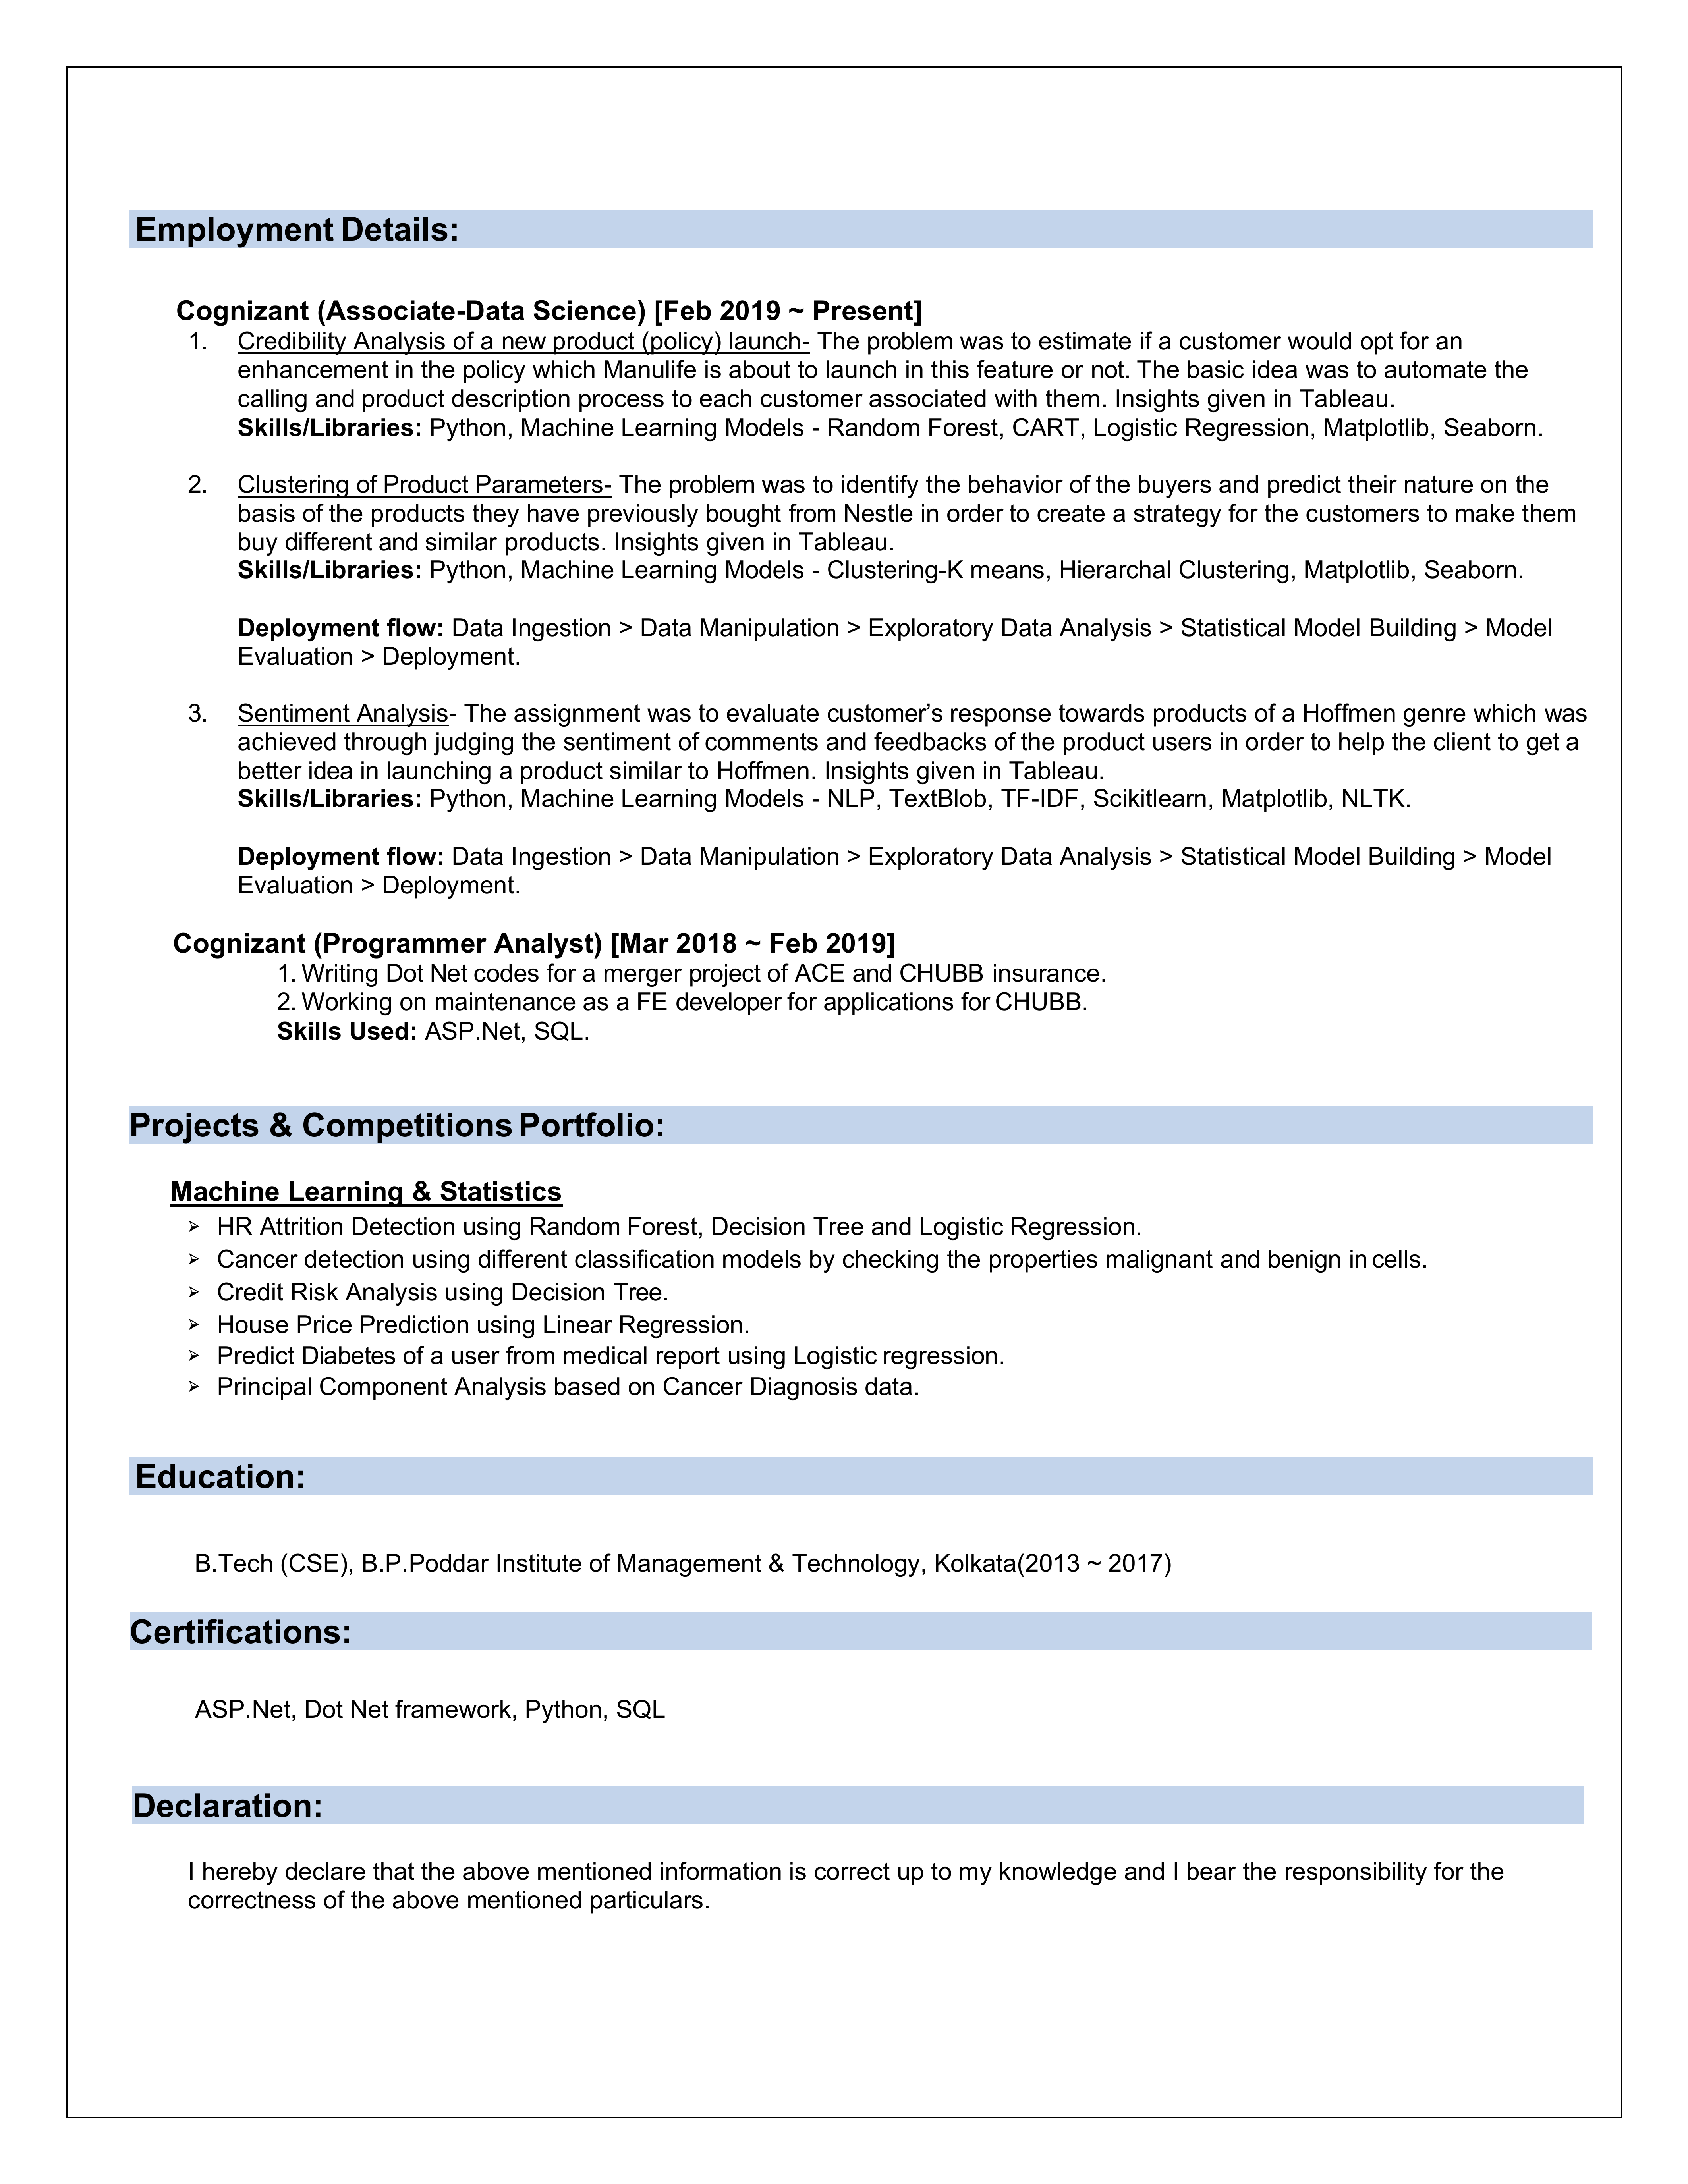 Employment Details:
Cognizant (Associate-Data Science) [Feb 2019 ~ Present]
1. Credibility Analysis of a new product (policy) launch- The problem was to estimate if a customer would opt for an
enhancement in the policy which Manulife is about to launch in this feature or not. The basic idea was to automate the
calling and product description process to each customer associated with them. Insights given in Tableau.
Skills/Libraries: Python, Machine Learning Models - Random Forest, CART, Logistic Regression, Matplotlib, Seaborn.
2. Clustering of Product Parameters- The problem was to identify the behavior of the buyers and predict their nature on the
basis of the products they have previously bought from Nestle in order to create a strategy for the customers to make them
buy different and similar products. Insights given in Tableau.
Skills/Libraries: Python, Machine Learning Models - Clustering-K means, Hierarchal Clustering, Matplotlib, Seaborn.
Deployment flow: Data Ingestion > Data Manipulation > Exploratory Data Analysis > Statistical Model Building > Model
Evaluation > Deployment.
3. Sentiment Analysis- The assignment was to evaluate customer’s response towards products of a Hoffmen genre which was
achieved through judging the sentiment of comments and feedbacks of the product users in order to help the client to get a
better idea in launching a product similar to Hoffmen. Insights given in Tableau.
Skills/Libraries: Python, Machine Learning Models - NLP, TextBlob, TF-IDF, Scikitlearn, Matplotlib, NLTK.
Deployment flow: Data Ingestion > Data Manipulation > Exploratory Data Analysis > Statistical Model Building > Model
Evaluation > Deployment.
Cognizant (Programmer Analyst) [Mar 2018 ~ Feb 2019]
1. Writing Dot Net codes for a merger project of ACE and CHUBB insurance.
2. Working on maintenance as a FE developer for applications for CHUBB.
Skills Used: ASP.Net, SQL.
Projects & Competitions Portfolio:
Machine Learning & Statistics
➢ HR Attrition Detection using Random Forest, Decision Tree and Logistic Regression.
➢ Cancer detection using different classification models by checking the properties malignant and benign in cells.
➢ Credit Risk Analysis using Decision Tree.
➢ House Price Prediction using Linear Regression.
➢ Predict Diabetes of a user from medical report using Logistic regression.
➢ Principal Component Analysis based on Cancer Diagnosis data.
Education:
B.Tech (CSE), B.P.Poddar Institute of Management & Technology, Kolkata(2013 ~ 2017)
Certifications:
ASP.Net, Dot Net framework, Python, SQL
Declaration:
I hereby declare that the above mentioned information is correct up to my knowledge and I bear the responsibility for the
correctness of the above mentioned particulars.